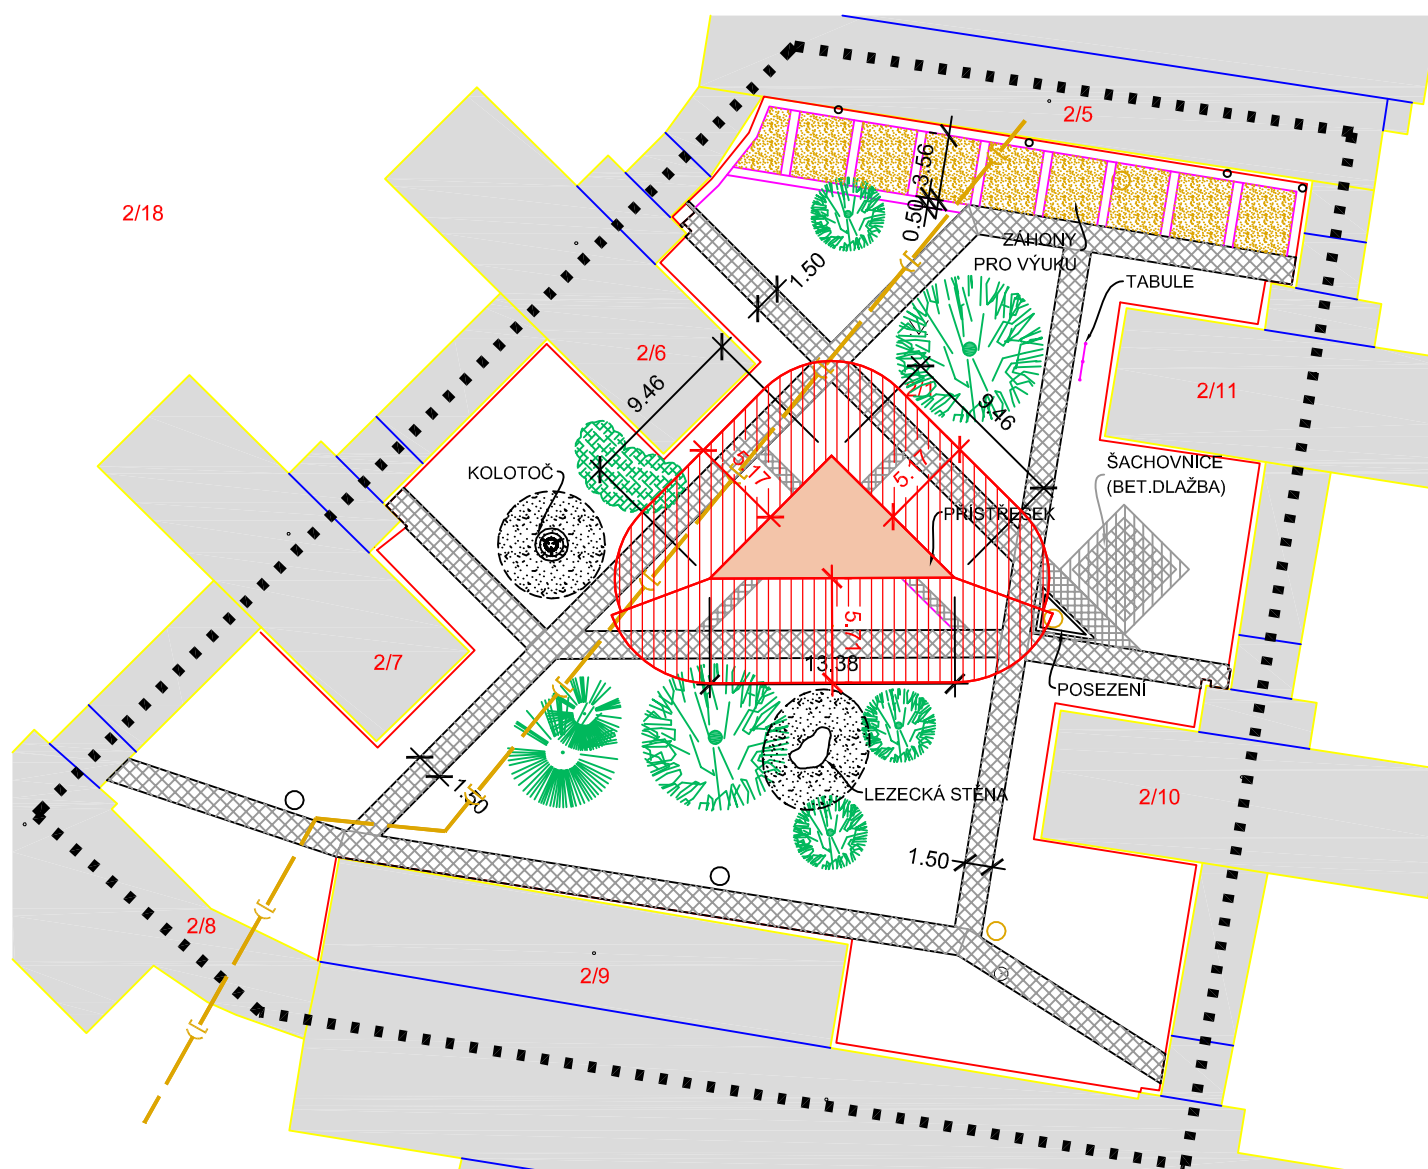 2/5
2/18
3.56
0.50
ZÁHONY
PRO VÝUKU
1.50
TABULE
2/6
9.46
2/11
9.46
ŠACHOVNICE
(BET.DLAŽBA)
KOLOTOČ
5.17
5.17
PŘÍSTŘEŠEK
5.71
13.38
2/7
POSEZENÍ
1.50
LEZECKÁ STĚNA
2/10
1.50
2/8
2/9